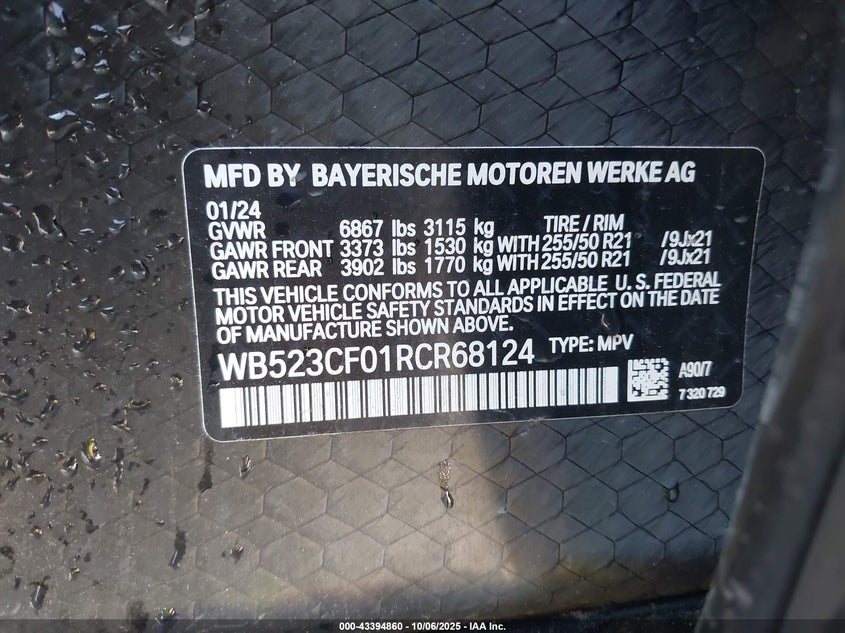 MFD BY BAYERISCHE MOTOREN WERKE AG
01/24
GVWR 6867 lbs 3115 kg TIRE / RIM
GAWR FRONT 3373 lbs 1530 kg WITH 255/50 R21 /9Jx21
GAWR REAR 3902 lbs 1770 kg WITH 255/50 R21 /9Jx21
THIS VEHICLE CONFORMS TO ALL APPLICABLE U. S. FEDERAL
MOTOR VEHICLE SAFETY STANDARDS IN EFFECT ON THE DATE
OF MANUFACTURE SHOWN ABOVE.
WB523CF01RCR68124 TYPE: MPV
A90/7
7 320 729
000-43394860 - 10/06/2025 - IAA Inc.